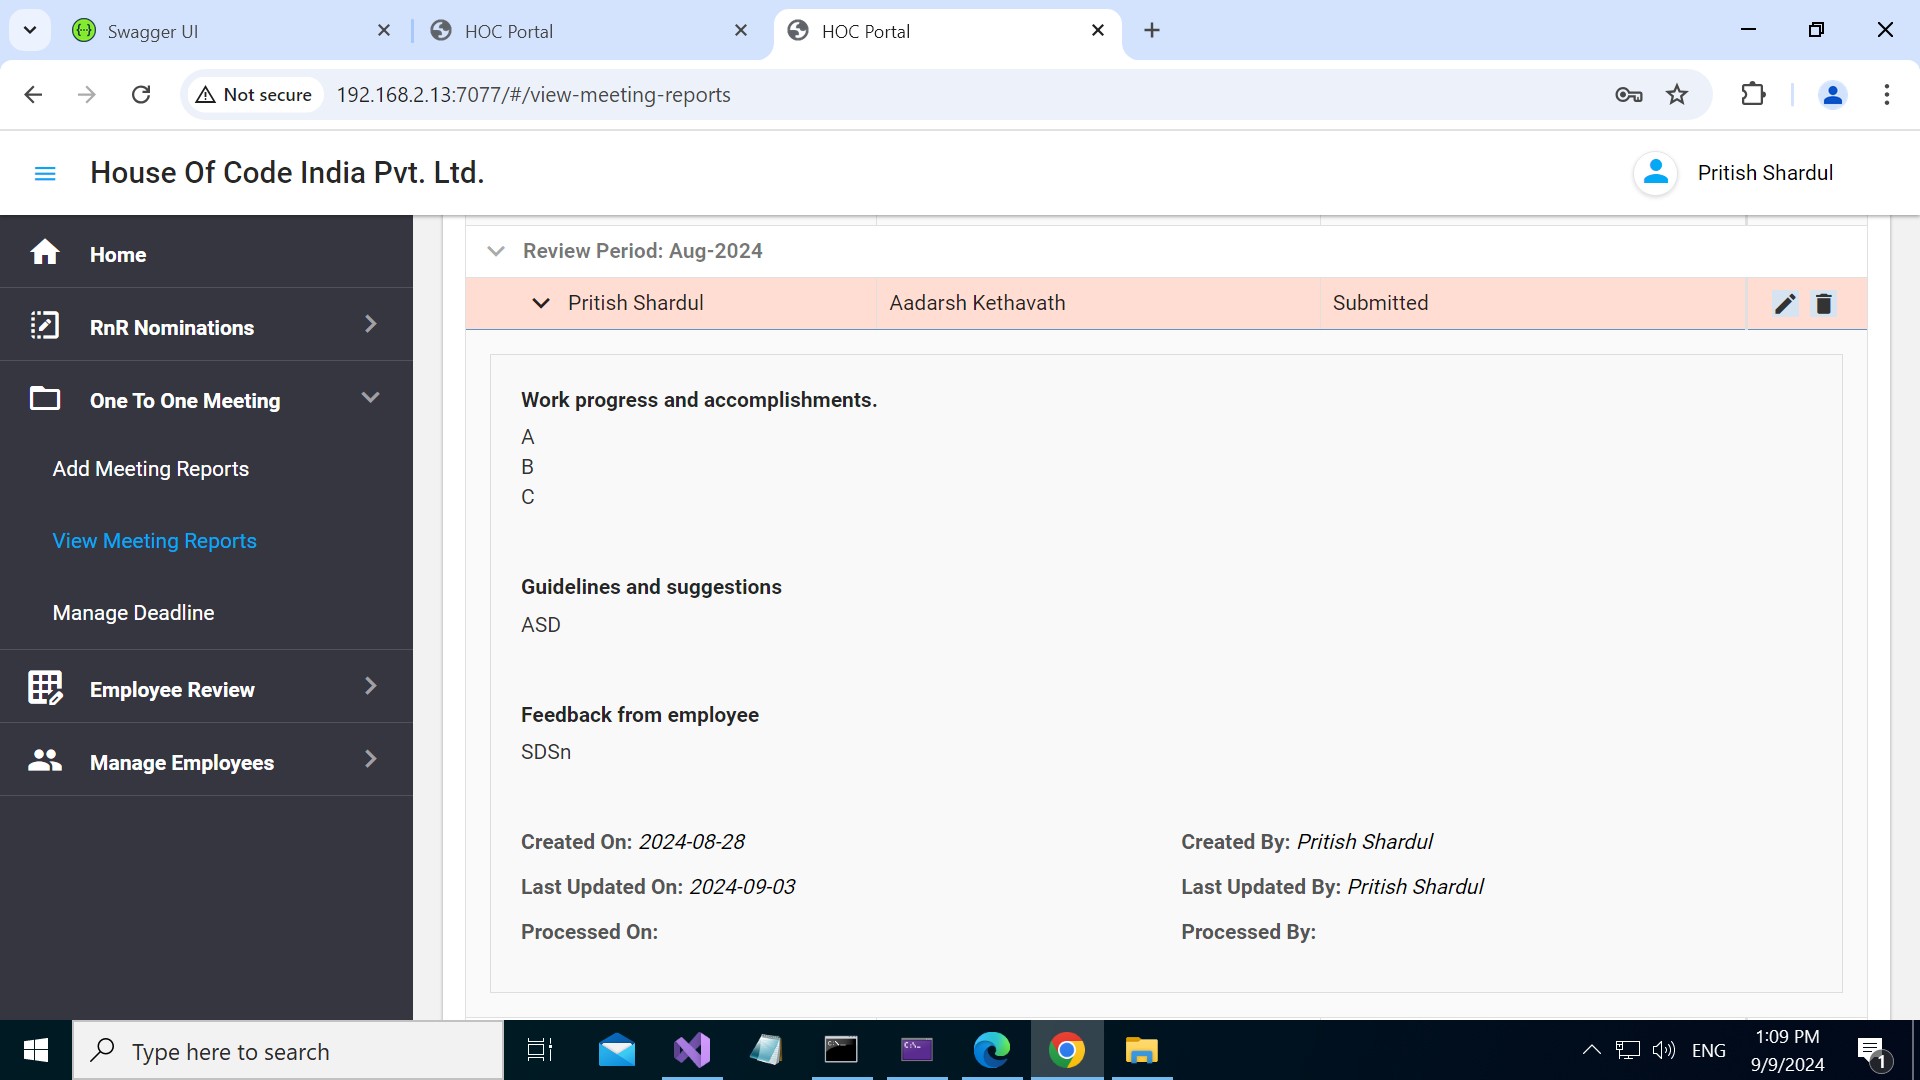 Swagger UI
HOC Portal
HOC Portal
Not secure
192.168.2.13:7077/#/view-meeting-reports
House Of Code India Pvt. Ltd.
Pritish Shardul
Home
RnR Nominations
One To One Meeting
Add Meeting Reports
View Meeting Reports
Manage Deadline
Employee Review
Manage Employees
Review Period: Aug-2024
Pritish Shardul
Aadarsh Kethavath
Submitted
Work progress and accomplishments.
A
B
C
Guidelines and suggestions
ASD
Feedback from employee
SDSn
Created On: 2024-08-28
Created By: Pritish Shardul
Last Updated On: 2024-09-03
Last Updated By: Pritish Shardul
Processed On:
Processed By:
Type here to search
ENG
1:09 PM
9/9/2024
1